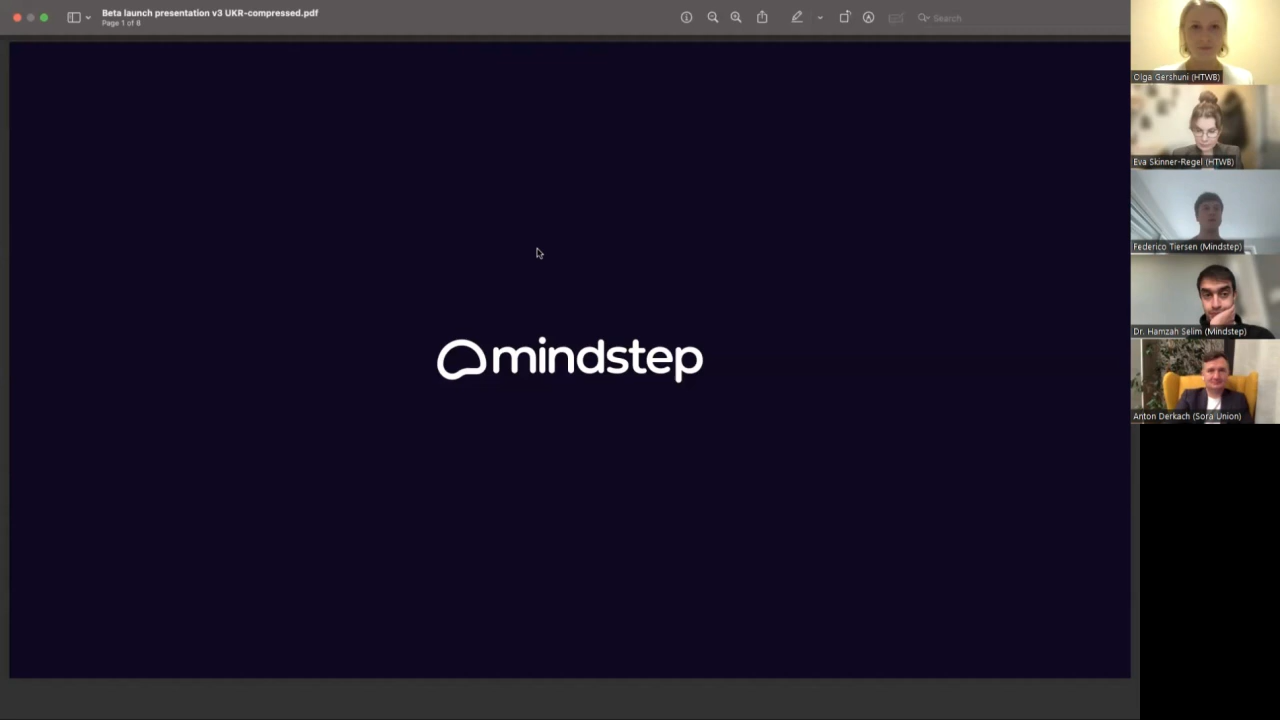 Beta launch presentation v3 UKR-compressed.pdf
Page 1 of 8
Search
mindstep
Olga Gershuni (HTWB)
Eva Skinner-Regel (HTWB)
Federico Tiersen (Mindstep)
Dr. Hamzah Selim (Mindstep)
Anton Derkach (Sora Union)